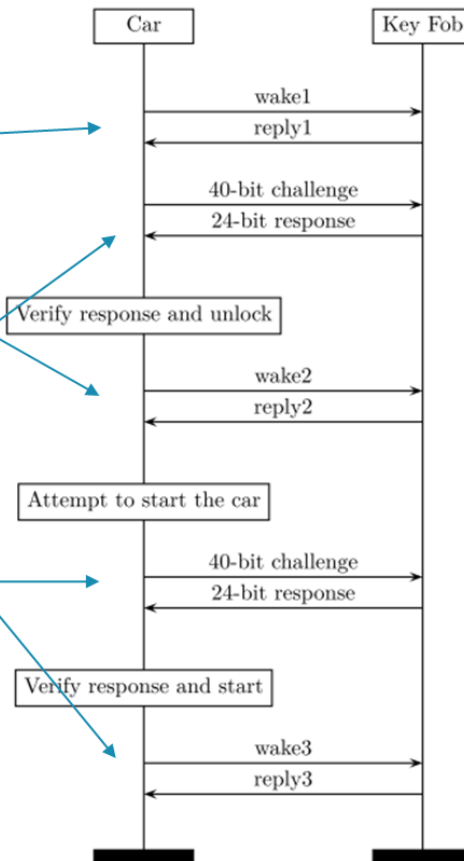 Car
Key Fob
wake1
reply1
40-bit challenge
24-bit response
Verify response and unlock
wake2
reply2
Attempt to start the car
40-bit challenge
24-bit response
Verify response and start
wake3
reply3